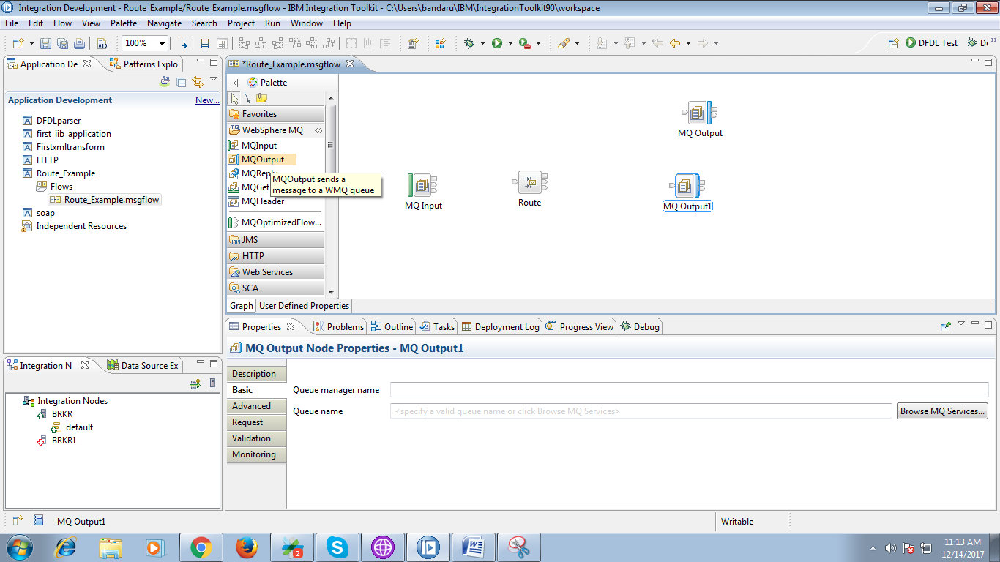 Integration Development - Route_Example/Route_Example.msgflow - IBM Integration Toolkit - C:\Users\bandaru\IBM\IntegrationToolkit90\workspace
File Edit Flow View Palette Navigate Search Project Run Window Help
100% DFDL Test D »
Application De Patterns Explo
Application Development New...
DFDLparser
first_iib_application
Firstxmltransform
HTTP
Route_Example
Flows
Route_Example.msgflow
soap
Independent Resources
*Route_Example.msgflow
Palette
Favorites
WebSphere MQ
MQInput
MQOutput
MQReply
MQGet
MQHeader
MQOutput sends a
message to a WMQ queue
MQOptimizedFlow...
JMS
HTTP
Web Services
SCA
MQ Output
MQ Input
Route
MQ Output1
Graph User Defined Properties
Integration N Data Source Ex
Integration Nodes
BRKR
default
BRKR1
Properties Problems Outline Tasks Deployment Log Progress View Debug
MQ Output Node Properties - MQ Output1
Description
Basic
Advanced
Request
Validation
Monitoring
Queue manager name
Queue name <specify a valid queue name or click Browse MQ Services> Browse MQ Services...
MQ Output1 Writable
2
11:13 AM
12/14/2017